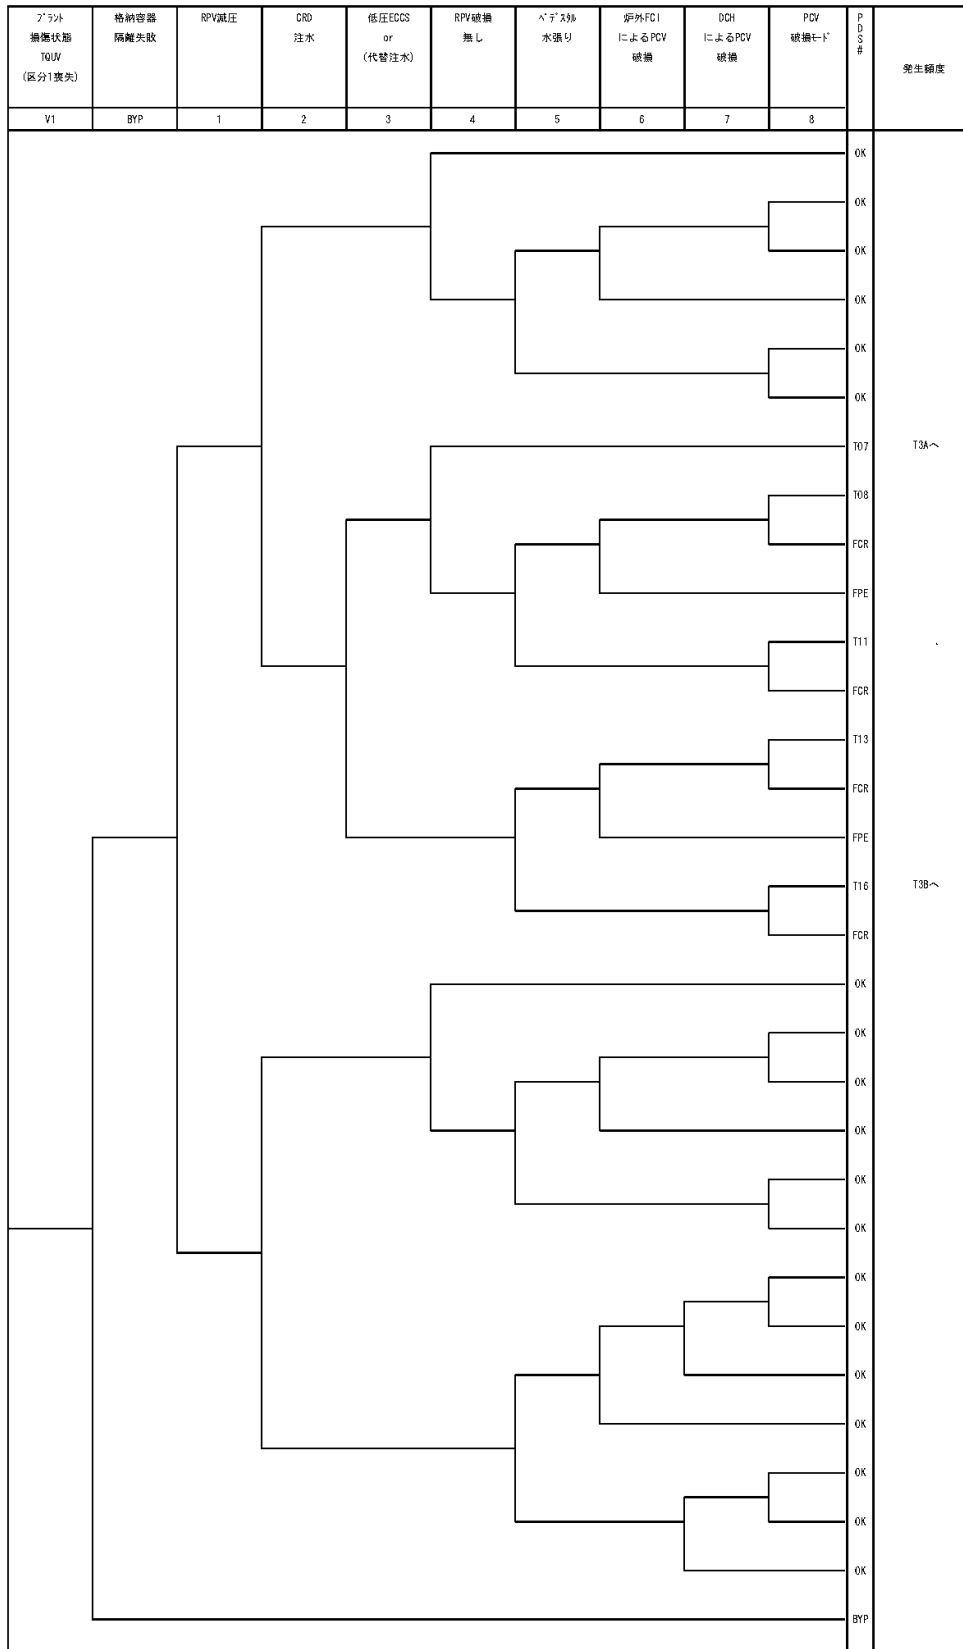 プラント
損傷状態
TQUV
(区分1喪失)
格納容器
隔離失敗
RPV減圧
CRD
注水
低圧ECCS
or
(代替注水)
RPV破損
無し
ペデスタル
水張り
炉外FCI
によるPCV
破損
DCH
によるPCV
破損
PCV
破損モード
PDS#
発生頻度
V1 BYP 1 2 3 4 5 6 7 8
OK
OK
OK
OK
OK
OK
T07 T3Aへ
T08
FCR
FPE
T11
FCR
T13
FCR
FPE
T16 T3Bへ
FCR
OK
OK
OK
OK
OK
OK
OK
OK
OK
OK
OK
OK
OK
BYP